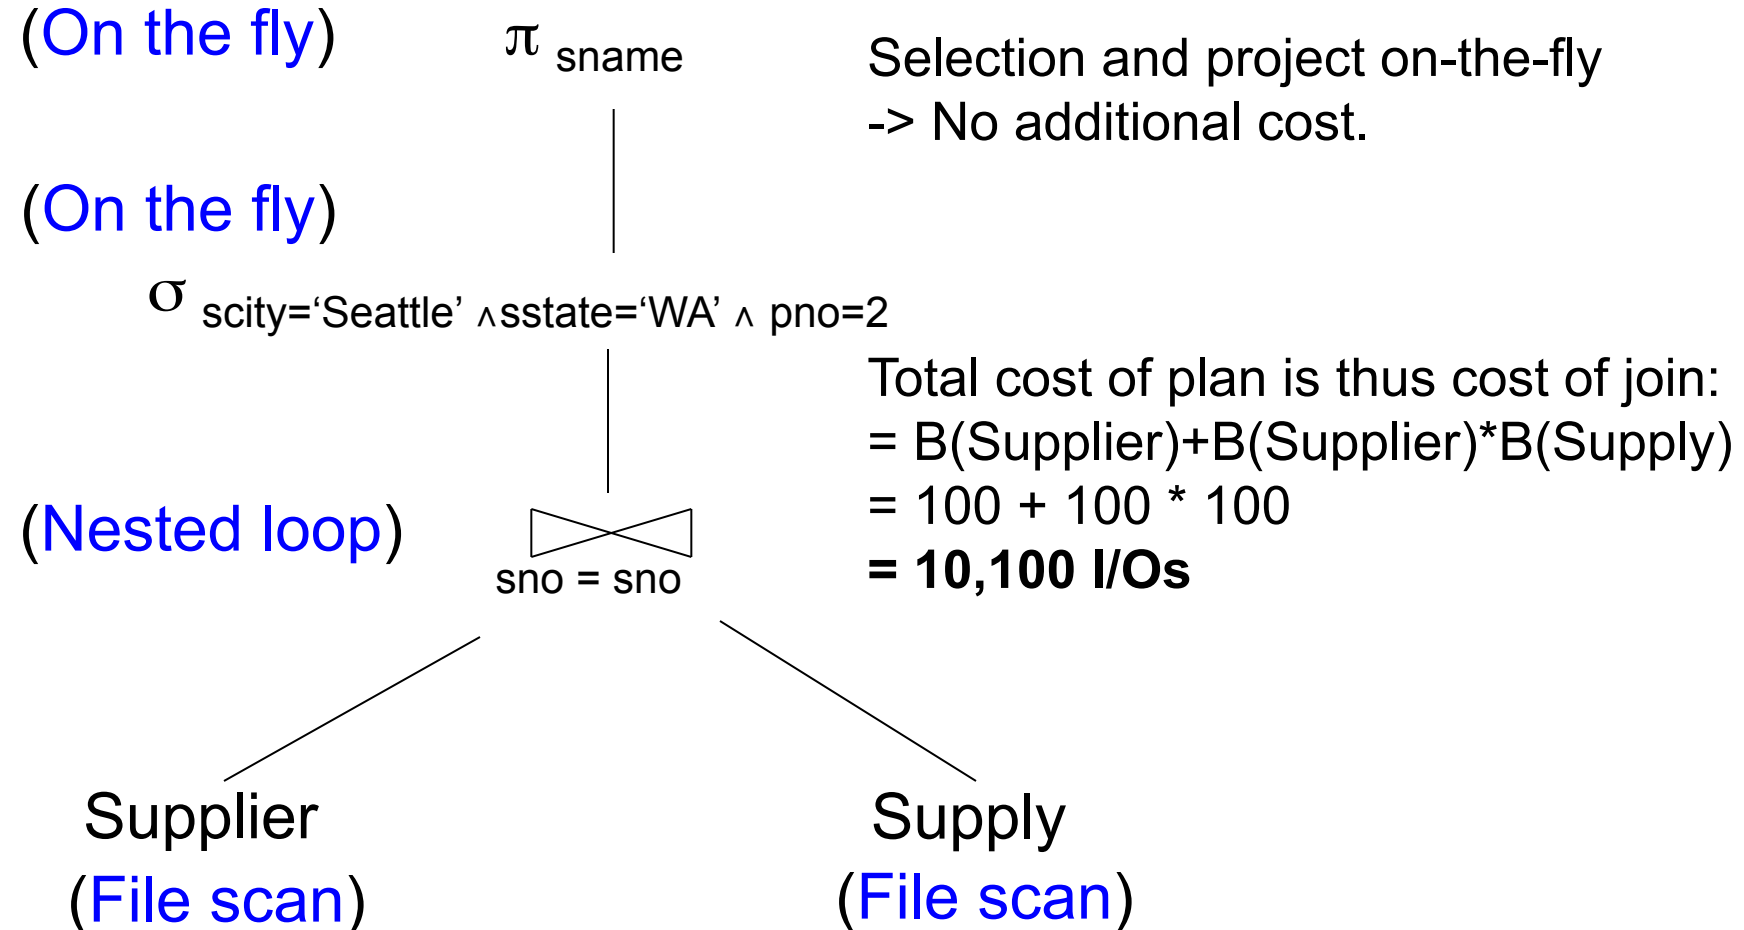 (On the fly)
π sname
Selection and project on-the-fly
-> No additional cost.
(On the fly)
σ scity=‘Seattle’ ∧sstate=‘WA’ ∧ pno=2
Total cost of plan is thus cost of join:
= B(Supplier)+B(Supplier)*B(Supply)
= 100 + 100 * 100
= 10,100 I/Os
(Nested loop)
sno = sno
Supplier
(File scan)
Supply
(File scan)